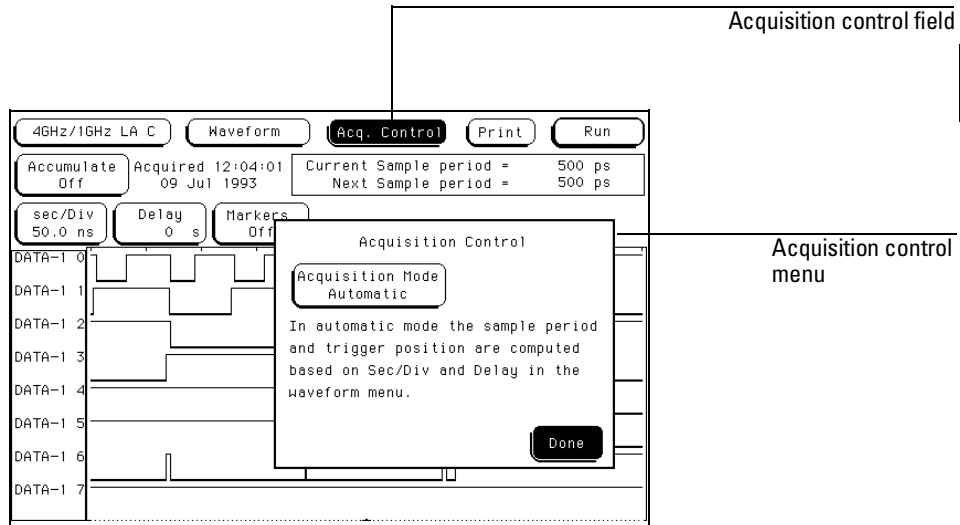 Acquisition control field
4GHz/1GHz LA C Waveform Acq. Control Print Run
Accumulate
Off
Acquired 12:04:01
09 Jul 1993
Current Sample period = 500 ps
Next Sample period = 500 ps
sec/Div
50.0 ns
Delay
0 s
Markers
Off
Acquisition Control
Acquisition control
menu
Acquisition Mode
Automatic
In automatic mode the sample period
and trigger position are computed
based on Sec/Div and Delay in the
waveform menu.
Done
DATA-1 0
DATA-1 1
DATA-1 2
DATA-1 3
DATA-1 4
DATA-1 5
DATA-1 6
DATA-1 7